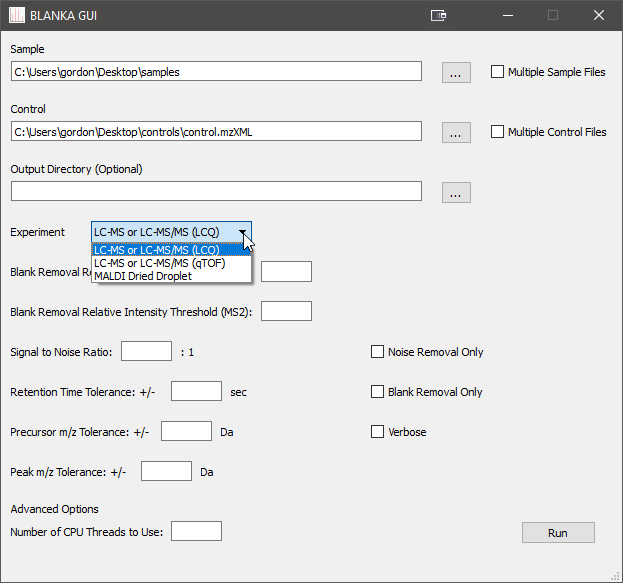 BLANKA GUI
Sample
C:\Users\gordon\Desktop\samples
...
Multiple Sample Files
Control
C:\Users\gordon\Desktop\controls\control.mzXML
...
Multiple Control Files
Output Directory (Optional)
...
Experiment
LC-MS or LC-MS/MS (LCQ)
LC-MS or LC-MS/MS (LCQ)
LC-MS or LC-MS/MS (qTOF)
MALDI Dried Droplet
Blank Removal Re
Blank Removal Relative Intensity Threshold (MS2):
Signal to Noise Ratio: : 1
Noise Removal Only
Retention Time Tolerance: +/- sec
Blank Removal Only
Precursor m/z Tolerance: +/- Da
Verbose
Peak m/z Tolerance: +/- Da
Advanced Options
Number of CPU Threads to Use:
Run